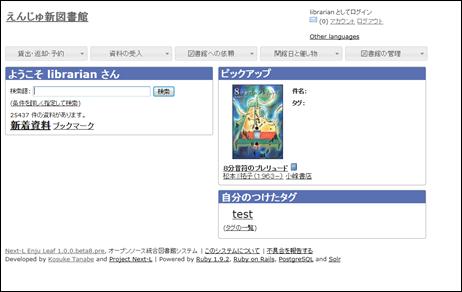 えんじゅ新図書館
librarian としてログイン
(0) アカウント ログアウト
Other languages
貸出・返却・予約
資料の受入
図書館への依頼
開館日と催し物
図書館の管理
ようこそ librarian さん
検索語:
検索
(条件を詳しく指定して検索)
25437 件の資料があります。
新着資料 ブックマーク
ピックアップ
件名:
タグ:
8分音符のプレリュード
松本||祐子(1963-) 小峰書店
自分のつけたタグ
test
(タグの一覧)
Next-L Enju Leaf 1.0.0.beta8.pre, オープンソース統合図書館システム | このシステムについて | 不具合を報告する
Developed by Kosuke Tanabe and Project Next-L | Powered by Ruby 1.9.2, Ruby on Rails, PostgreSQL and Solr